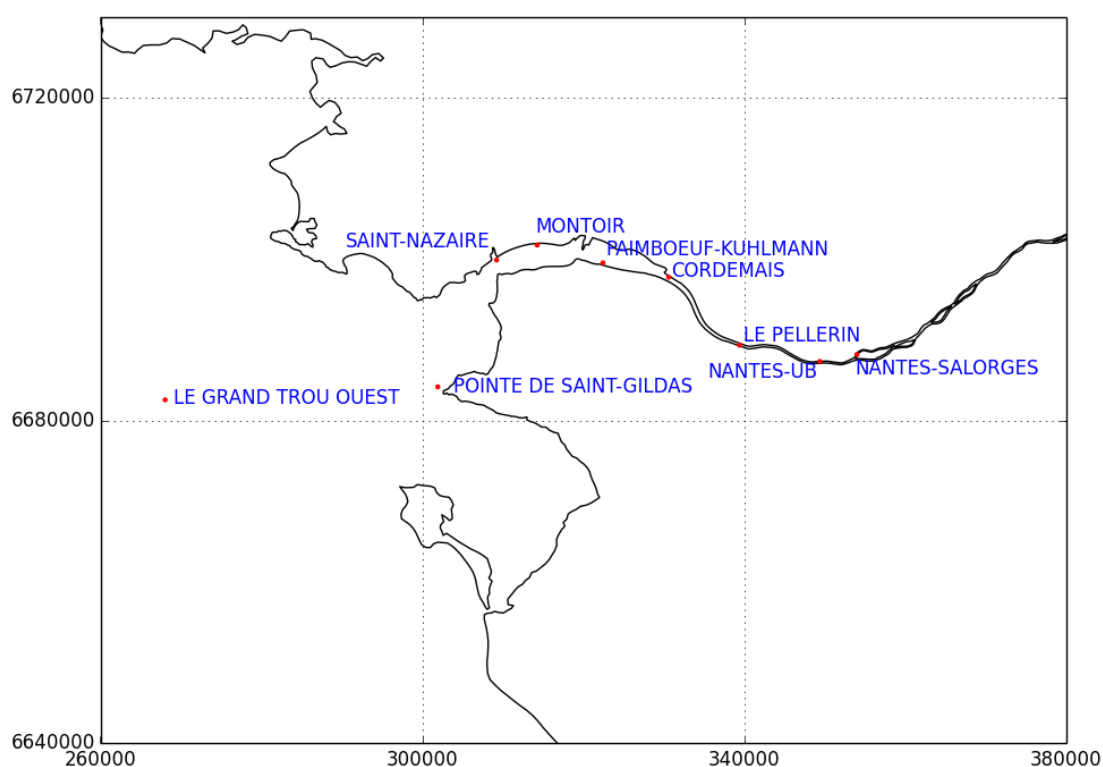 6720000
MONTOIR
SAINT-NAZAIRE
PAIMBOEUF-KUHLMANN
CORDEMAIS
LE PELLERIN
NANTES-UB
NANTES-SALORGES
POINTE DE SAINT-GILDAS
LE GRAND TROU OUEST
6680000
6640000
260000
300000
340000
380000